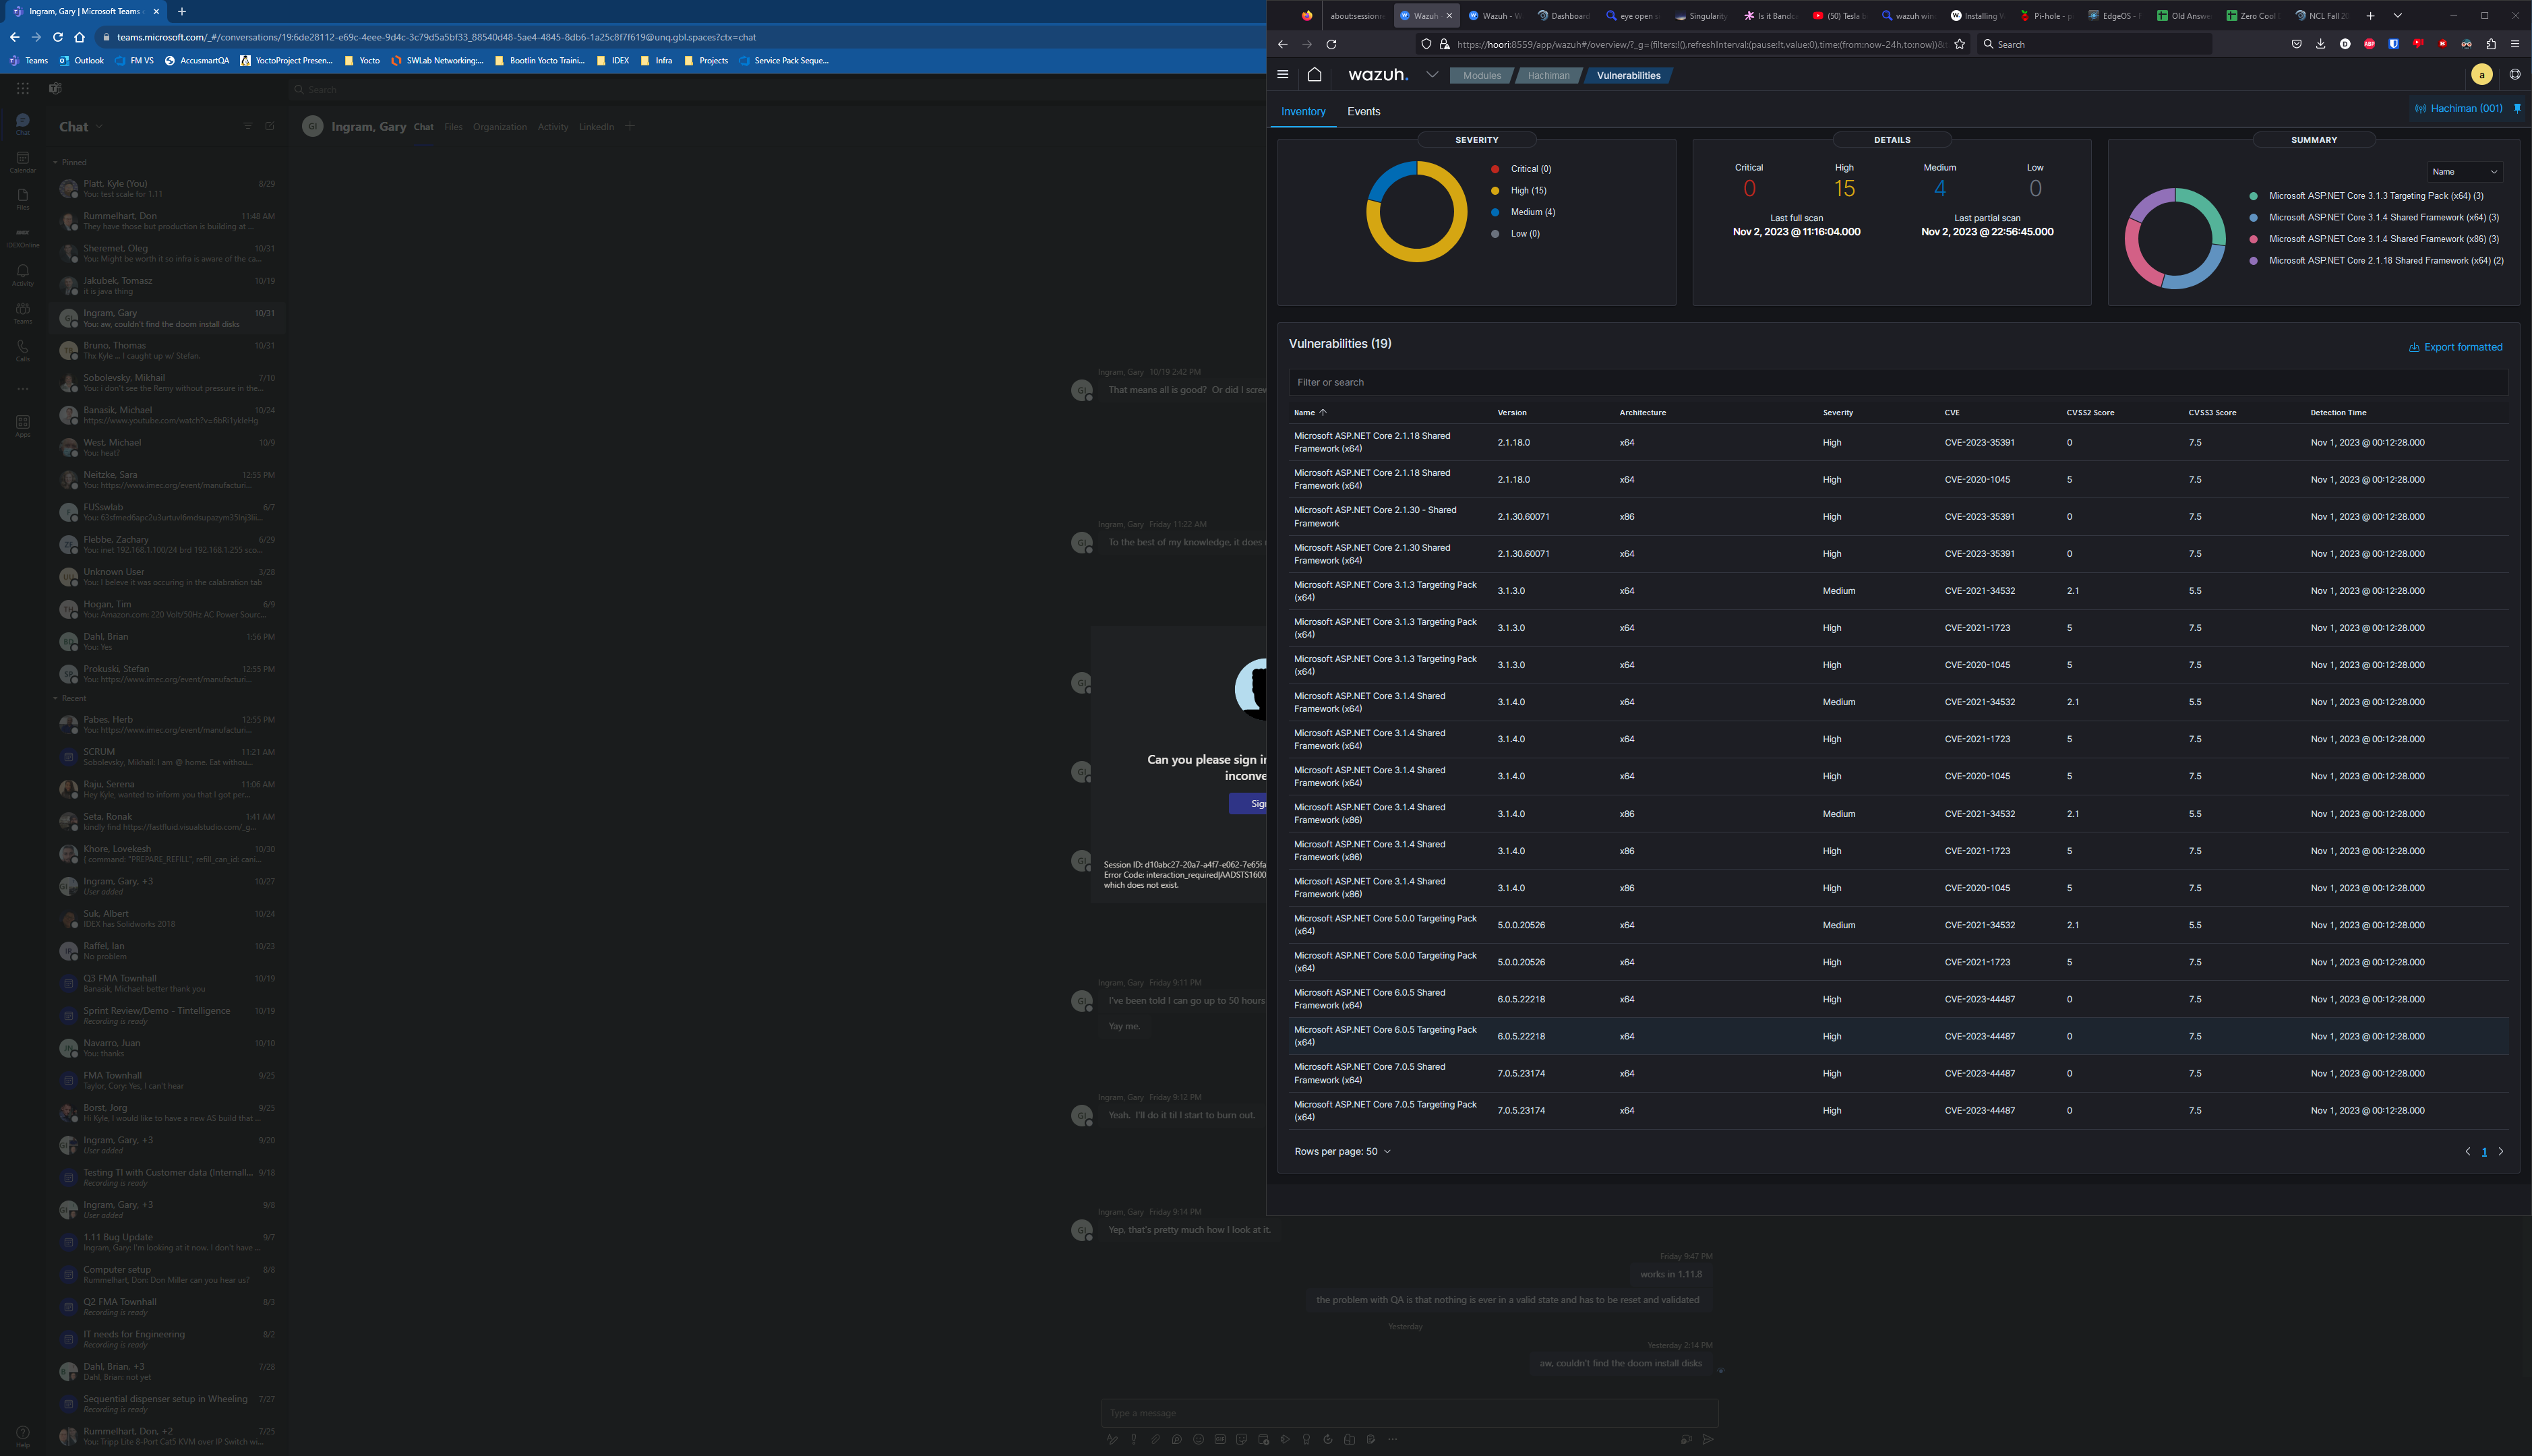 Ingram, Gary | Microsoft Teams
teams.microsoft.com/_#/conversations/19:6de28112-e69c-4eee-9d4c-3c79d5a5bf33_88540d48-5ae4-4845-8db6-1a25c8f7f619@unq.gbl.spaces?ctx=chat
Teams Outlook FM VS AccusmartQA YoctoProject Presen... Yocto SWLab Networking:... Bootlin Yocto Traini... IDEX Infra Projects Service Pack Seque...
Search
Chat
Calendar
Files
IDEXOnline
Activity
Teams
Calls
Apps
Help
Chat
Pinned
Platt, Kyle (You) 8/29
You: test scale for 1.11
Rummelhart, Don 11:48 AM
They have those but production is building at ...
Sheremet, Oleg 10/31
You: Might be worth it so infra is aware of the ca...
Jakubek, Tomasz 10/19
it is java thing
Ingram, Gary 10/31
You: aw, couldn't find the doom install disks
Bruno, Thomas 10/31
The Kyle ... I caught up w/ Stefan.
Sobolevsky, Mikhail 7/10
You: i don't see the Remy without pressure in the...
Banasik, Michael 10/24
https://www.youtube.com/watch?v=6bRi1ykleHg
West, Michael 10/9
You: heat?
Neitzke, Sara 12:55 PM
You: https://www.imec.org/event/manufacturi...
FUSswlab 6/7
Flebbe, Zachary 6/29
You: inet 192.168.1.100/24 brd 192.168.1.255 sco...
Unknown User 3/28
You: I beleve it was occuring in the calabration tab
Hogan, Tim 6/9
You: Amazon.com: 220 Volt/50Hz AC Power Sourc...
Dahl, Brian 1:56 PM
You: Yes
Prokuski, Stefan 12:55 PM
You: https://www.imec.org/event/manufacturi...
Recent
Pabes, Herb 12:55 PM
You: https://www.imec.org/event/manufacturi...
SCRUM 11:21 AM
Sobolevsky, Mikhail: I am @ home. Eat withou...
Raju, Serena 11:06 AM
Hey Kyle, wanted to inform you that I got per...
Seta, Ronak 1:41 AM
kindly find https://fastfluid.visualstudio.com/_g...
Khore, Lovekesh 10/30
{ command: "PREPARE_REFILL", refill_can_id: cani...
Ingram, Gary, +3 10/27
User added
Suk, Albert 10/24
IDEX has Solidworks 2018
Raffel, Ian 10/23
No problem
Q3 FMA Townhall 10/19
Banasik, Michael: better thank you
Sprint Review/Demo - Tintelligence 10/19
Recording is ready
Navarro, Juan 10/10
You: thanks
FMA Townhall 9/25
Taylor, Cory: Yes, I can't hear
Borst, Jorg 9/25
Hi Kyle, I would like to have a new AS build that ...
Ingram, Gary, +3 9/20
User added
Testing TI with Customer data (Internall... 9/18
Recording is ready
Ingram, Gary, +3 9/8
User added
1.11 Bug Update 9/7
Ingram, Gary: I'm looking at it now. I don't have ...
Computer setup 8/8
Rummelhart, Don: Don Miller can you hear us?
Q2 FMA Townhall 8/3
Recording is ready
IT needs for Engineering 8/2
Recording is ready
Dahl, Brian, +3 7/28
Dahl, Brian: not yet
Sequential dispenser setup in Wheeling 7/27
Recording is ready
Rummelhart, Don, +2 7/25
You: Tripp Lite 8-Port Cat5 KVM over IP Switch wi...
GI Ingram, Gary Chat Files Organization Activity LinkedIn
Ingram, Gary 10/19 2:42 PM
That means all is good? Or did I screw
Ingram, Gary Friday 11:22 AM
To the best of my knowledge, it does
Can you please sign in
inconve
Sig
Session ID: d10abc27-20a7-a4f7-e062-7e65fa
Error Code: interaction_required|AADSTS1600
which does not exist.
Ingram, Gary Friday 9:11 PM
I've been told I can go up to 50 hours
Yay me.
Ingram, Gary Friday 9:12 PM
Yeah. I'll do it til I start to burn out.
Ingram, Gary Friday 9:14 PM
Yep, that's pretty much how I look at it.
Friday 9:47 PM
works in 1.11.8
the problem with QA is that nothing is ever in a valid state and has to be reset and validated
Yesterday
Yesterday 2:14 PM
aw, couldn't find the doom install disks
Type a message
about:sessionre Wazuh Wazuh - V Dashboard eye open s Singularity Is it Bandc (50) Tesla b wazuh win Installing V Pi-hole - p EdgeOS - Old Answe Zero Cool NCL Fall 20
https://hoori:8559/app/wazuh#/overview/?_g=(filters:!(),refreshInterval:(pause:!t,value:0),time:(from:now-24h,to:now))&
Search
wazuh. Modules Hachiman Vulnerabilities a
Inventory Events Hachiman (001)
SEVERITY
Critical (0)
High (15)
Medium (4)
Low (0)
DETAILS
Critical High Medium Low
0 15 4 0
Last full scan Last partial scan
Nov 2, 2023 @ 11:16:04.000 Nov 2, 2023 @ 22:56:45.000
SUMMARY
Name
Microsoft ASP.NET Core 3.1.3 Targeting Pack (x64) (3)
Microsoft ASP.NET Core 3.1.4 Shared Framework (x64) (3)
Microsoft ASP.NET Core 3.1.4 Shared Framework (x86) (3)
Microsoft ASP.NET Core 2.1.18 Shared Framework (x64) (2)
Vulnerabilities (19)
Export formatted
Filter or search
Name Version Architecture Severity CVE CVSS2 Score CVSS3 Score Detection Time
Microsoft ASP.NET Core 2.1.18 Shared Framework (x64) 2.1.18.0 x64 High CVE-2023-35391 0 7.5 Nov 1, 2023 @ 00:12:28.000
Microsoft ASP.NET Core 2.1.18 Shared Framework (x64) 2.1.18.0 x64 High CVE-2020-1045 5 7.5 Nov 1, 2023 @ 00:12:28.000
Microsoft ASP.NET Core 2.1.30 - Shared Framework 2.1.30.60071 x86 High CVE-2023-35391 0 7.5 Nov 1, 2023 @ 00:12:28.000
Microsoft ASP.NET Core 2.1.30 Shared Framework (x64) 2.1.30.60071 x64 High CVE-2023-35391 0 7.5 Nov 1, 2023 @ 00:12:28.000
Microsoft ASP.NET Core 3.1.3 Targeting Pack (x64) 3.1.3.0 x64 Medium CVE-2021-34532 2.1 5.5 Nov 1, 2023 @ 00:12:28.000
Microsoft ASP.NET Core 3.1.3 Targeting Pack (x64) 3.1.3.0 x64 High CVE-2021-1723 5 7.5 Nov 1, 2023 @ 00:12:28.000
Microsoft ASP.NET Core 3.1.3 Targeting Pack (x64) 3.1.3.0 x64 High CVE-2020-1045 5 7.5 Nov 1, 2023 @ 00:12:28.000
Microsoft ASP.NET Core 3.1.4 Shared Framework (x64) 3.1.4.0 x64 Medium CVE-2021-34532 2.1 5.5 Nov 1, 2023 @ 00:12:28.000
Microsoft ASP.NET Core 3.1.4 Shared Framework (x64) 3.1.4.0 x64 High CVE-2021-1723 5 7.5 Nov 1, 2023 @ 00:12:28.000
Microsoft ASP.NET Core 3.1.4 Shared Framework (x64) 3.1.4.0 x64 High CVE-2020-1045 5 7.5 Nov 1, 2023 @ 00:12:28.000
Microsoft ASP.NET Core 3.1.4 Shared Framework (x86) 3.1.4.0 x86 Medium CVE-2021-34532 2.1 5.5 Nov 1, 2023 @ 00:12:28.000
Microsoft ASP.NET Core 3.1.4 Shared Framework (x86) 3.1.4.0 x86 High CVE-2021-1723 5 7.5 Nov 1, 2023 @ 00:12:28.000
Microsoft ASP.NET Core 3.1.4 Shared Framework (x86) 3.1.4.0 x86 High CVE-2020-1045 5 7.5 Nov 1, 2023 @ 00:12:28.000
Microsoft ASP.NET Core 5.0.0 Targeting Pack (x64) 5.0.0.20526 x64 Medium CVE-2021-34532 2.1 5.5 Nov 1, 2023 @ 00:12:28.000
Microsoft ASP.NET Core 5.0.0 Targeting Pack (x64) 5.0.0.20526 x64 High CVE-2021-1723 5 7.5 Nov 1, 2023 @ 00:12:28.000
Microsoft ASP.NET Core 6.0.5 Shared Framework (x64) 6.0.5.22218 x64 High CVE-2023-44487 0 7.5 Nov 1, 2023 @ 00:12:28.000
Microsoft ASP.NET Core 6.0.5 Targeting Pack (x64) 6.0.5.22218 x64 High CVE-2023-44487 0 7.5 Nov 1, 2023 @ 00:12:28.000
Microsoft ASP.NET Core 7.0.5 Shared Framework (x64) 7.0.5.23174 x64 High CVE-2023-44487 0 7.5 Nov 1, 2023 @ 00:12:28.000
Microsoft ASP.NET Core 7.0.5 Targeting Pack (x64) 7.0.5.23174 x64 High CVE-2023-44487 0 7.5 Nov 1, 2023 @ 00:12:28.000
Rows per page: 50 1